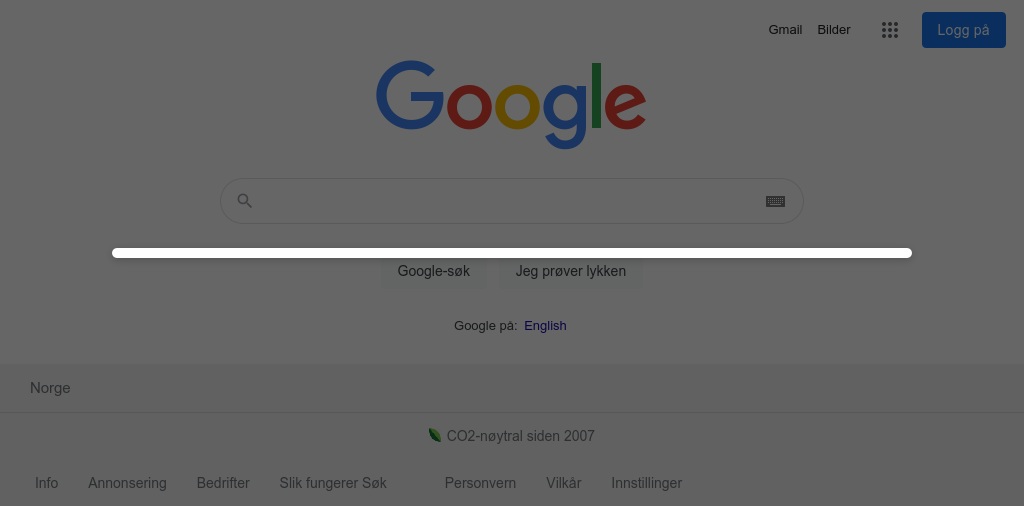 Gmail Bilder Logg på
Google
Google-søk Jeg prøver lykken
Google på: English
Norge
CO2-nøytral siden 2007
Info Annonsering Bedrifter Slik fungerer Søk Personvern Vilkår Innstillinger